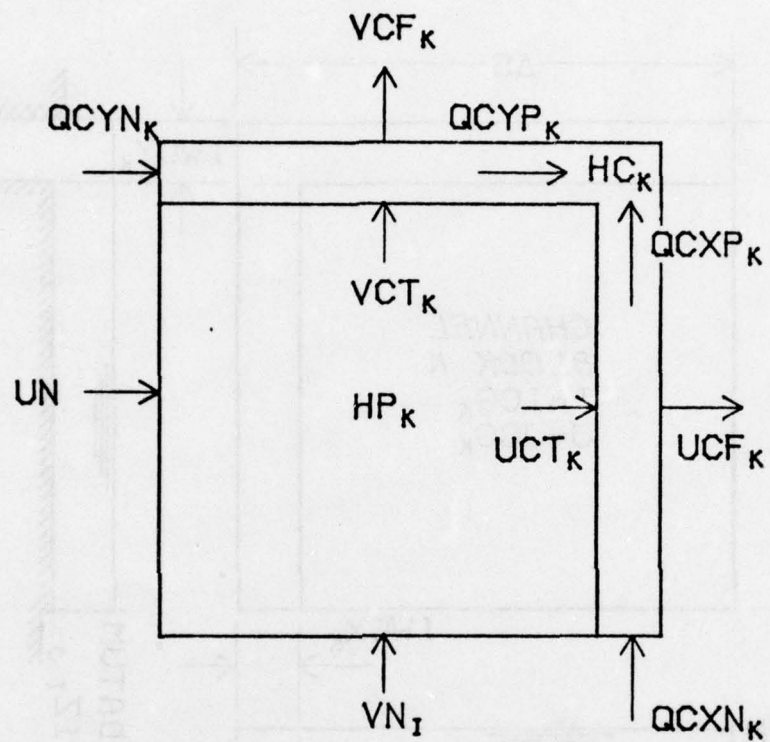 VCF_K
QCYN_K
QCYP_K
HC_K
QCXP_K
VCT_K
UN
HP_K
UCT_K
UCF_K
VN_I
QCXN_K